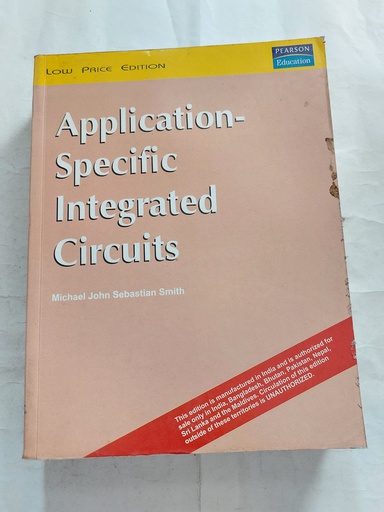 PEARSON
Education
LOW PRICE EDITION
Application-
Specific
Integrated
Circuits
Michael John Sebastian Smith
This edition is manufactured in India and is authorized for
sale only in India, Bangladesh, Bhutan, Pakistan, Nepal,
Sri Lanka and the Maldives. Circulation of this edition
outside of these territories is UNAUTHORIZED.